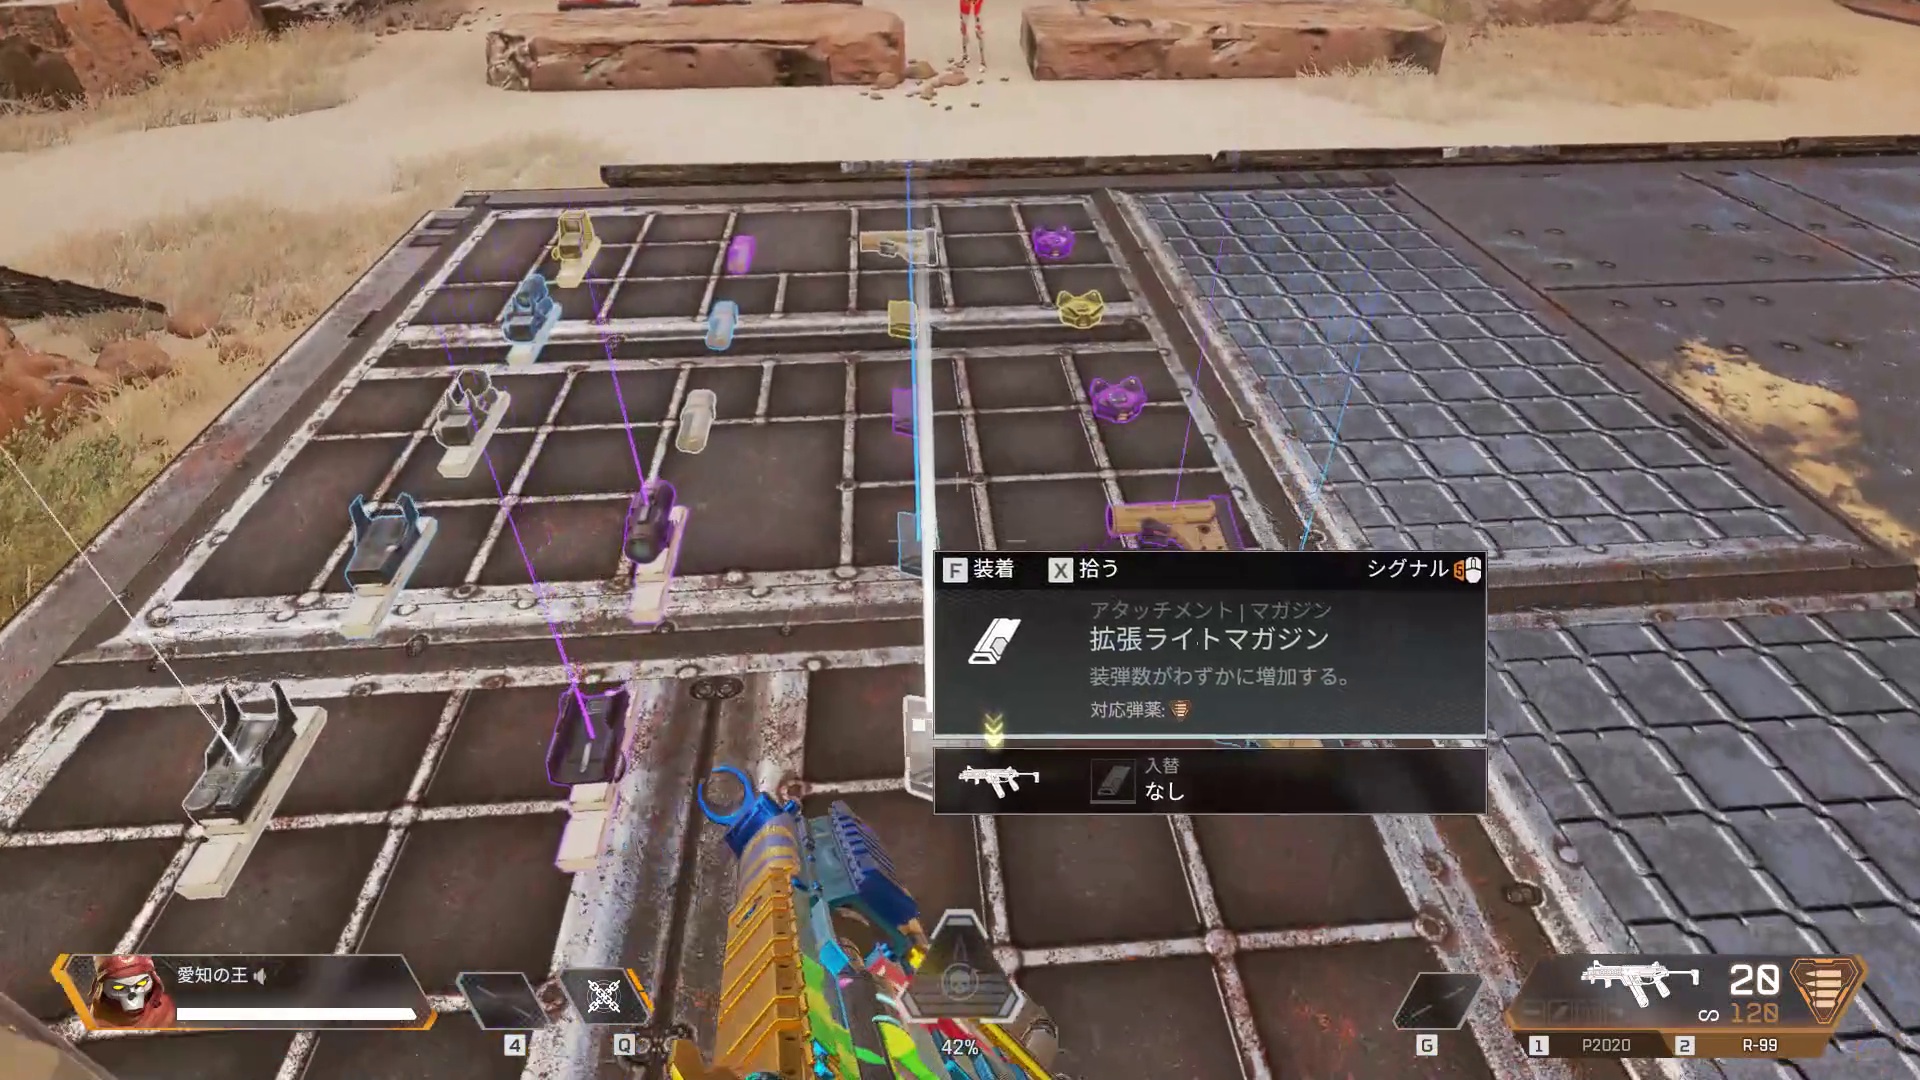 F 装着 X 拾う シグナル 5
アタッチメント | マガジン
拡張ライトマガジン
装弾数がわずかに増加する。
対応弾薬:
入替
なし
愛知の王
4
Q
42%
G
20
∞ 120
1 P2020 2 R-99